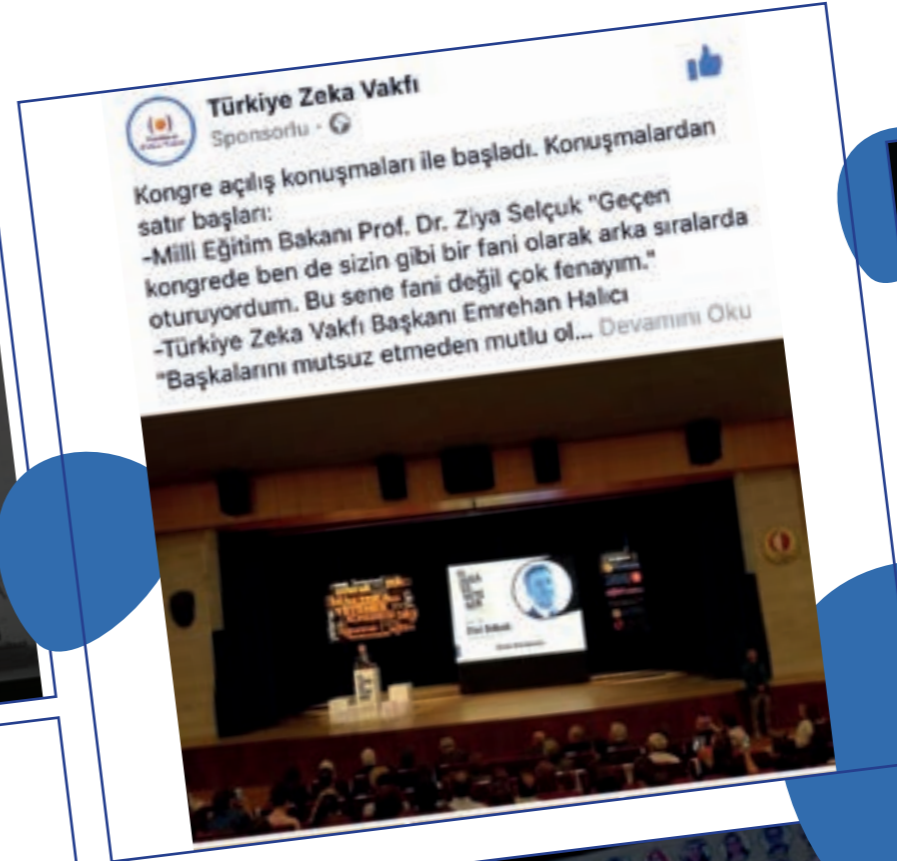 Türkiye Zeka Vakfı
Sponsorlu ·
Kongre açılış konuşmaları ile başladı. Konuşmalardan
satır başları:
-Milli Eğitim Bakanı Prof. Dr. Ziya Selçuk "Geçen
kongrede ben de sizin gibi bir fani olarak arka sıralarda
oturuyordum. Bu sene fani değil çok fenayım."
-Türkiye Zeka Vakfı Başkanı Emrehan Halıcı
"Başkalarını mutsuz etmeden mutlu ol... Devamını Oku